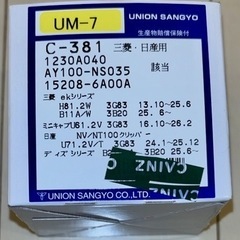 UM-7
UNION SANGYO
生産物賠償保険付
C-381 三菱・日産用
1230A040
AY100-NS035 該当
15208-6A00A
三菱 ekシリーズ
H81.2W 3G83 13.10～25.6
B11A/W 3B20 25.6～
ミニキャブU61.2V 3G83 16.10～26.2
日産 NV/NT100クリッパー
U71.2V/T 3G83 24.1～25.12
ディズシリーズ 3B20 25.6～
CAINZ
UNION SANGYO CO.,LTD.
CAINZ